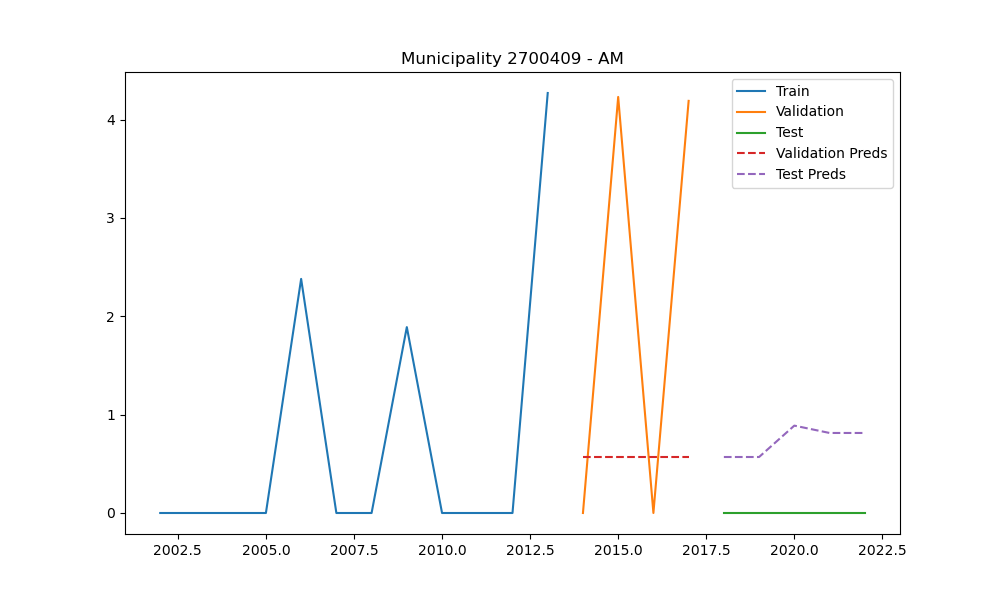 Municipality 2700409 - AM
Train
Validation
Test
Validation Preds
Test Preds
4
3
2
1
0
2002.5 2005.0 2007.5 2010.0 2012.5 2015.0 2017.5 2020.0 2022.5